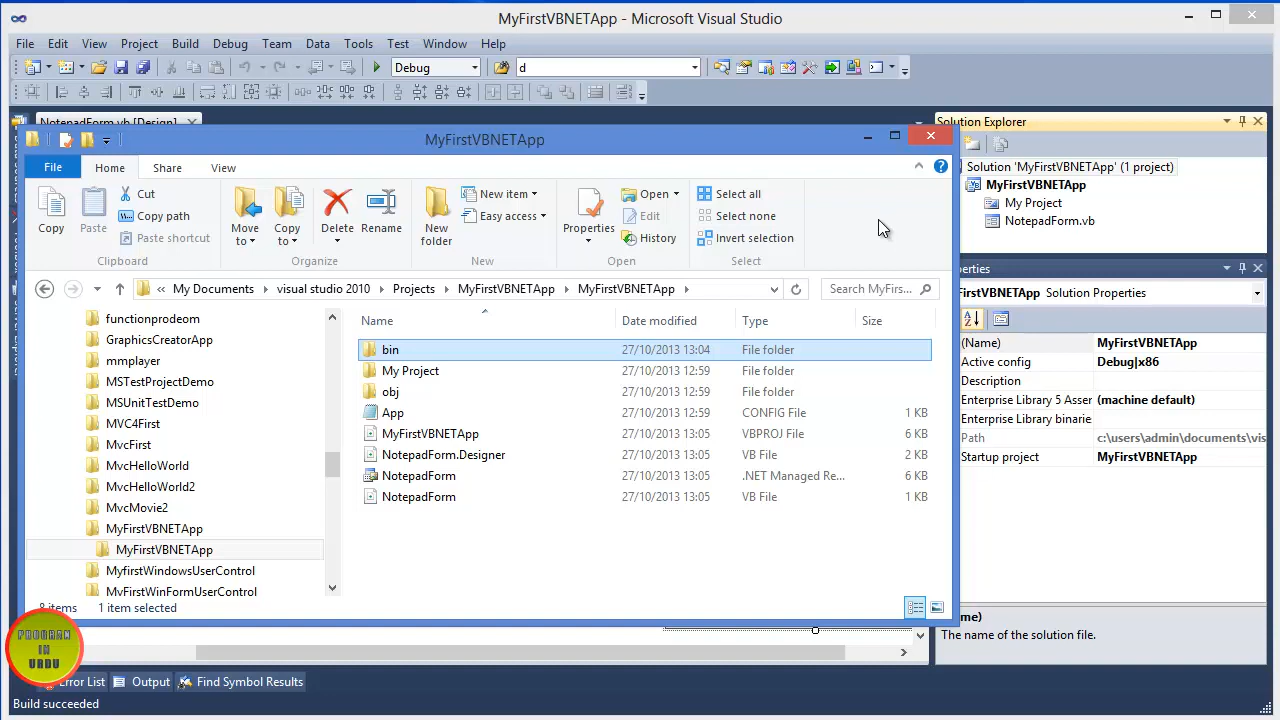 MyFirstVBNETApp - Microsoft Visual Studio
File Edit View Project Build Debug Team Data Tools Test Window Help
Debug d
NotepadForm.vb [Design]
Solution Explorer
MyFirstVBNETApp
File Home Share View
Solution 'MyFirstVBNETApp' (1 project)
MyFirstVBNETApp
My Project
NotepadForm.vb
Copy
Paste
Cut
Copy path
Paste shortcut
Clipboard
Move to
Copy to
Delete
Rename
Organize
New folder
New item
Easy access
New
Properties
Open
Edit
History
Open
Select all
Select none
Invert selection
Select
« My Documents visual studio 2010 Projects MyFirstVBNETApp MyFirstVBNETApp
Search MyFirs...
functionprodeom
GraphicsCreatorApp
mmplayer
MSTestProjectDemo
MSUnitTestDemo
MVC4First
MvcFirst
MvcHelloWorld
MvcHelloWorld2
MvcMovie2
MyFirstVBNETApp
MyFirstVBNETApp
MyfirstWindowsUserControl
MyFirstWinFormUserControl
Name Date modified Type Size
bin 27/10/2013 13:04 File folder
My Project 27/10/2013 12:59 File folder
obj 27/10/2013 12:59 File folder
App 27/10/2013 12:59 CONFIG File 1 KB
MyFirstVBNETApp 27/10/2013 13:05 VBPROJ File 6 KB
NotepadForm.Designer 27/10/2013 13:05 VB File 2 KB
NotepadForm 27/10/2013 13:05 .NET Managed Re... 6 KB
NotepadForm 27/10/2013 13:05 VB File 1 KB
8 items 1 item selected
erties
FirstVBNETApp Solution Properties
(Name) MyFirstVBNETApp
Active config Debug|x86
Description
Enterprise Library 5 Asser (machine default)
Enterprise Library binarie
Path c:\users\admin\documents\vis
Startup project MyFirstVBNETApp
me)
The name of the solution file.
PROGRAM
IN
URDU
Error List Output Find Symbol Results
Build succeeded